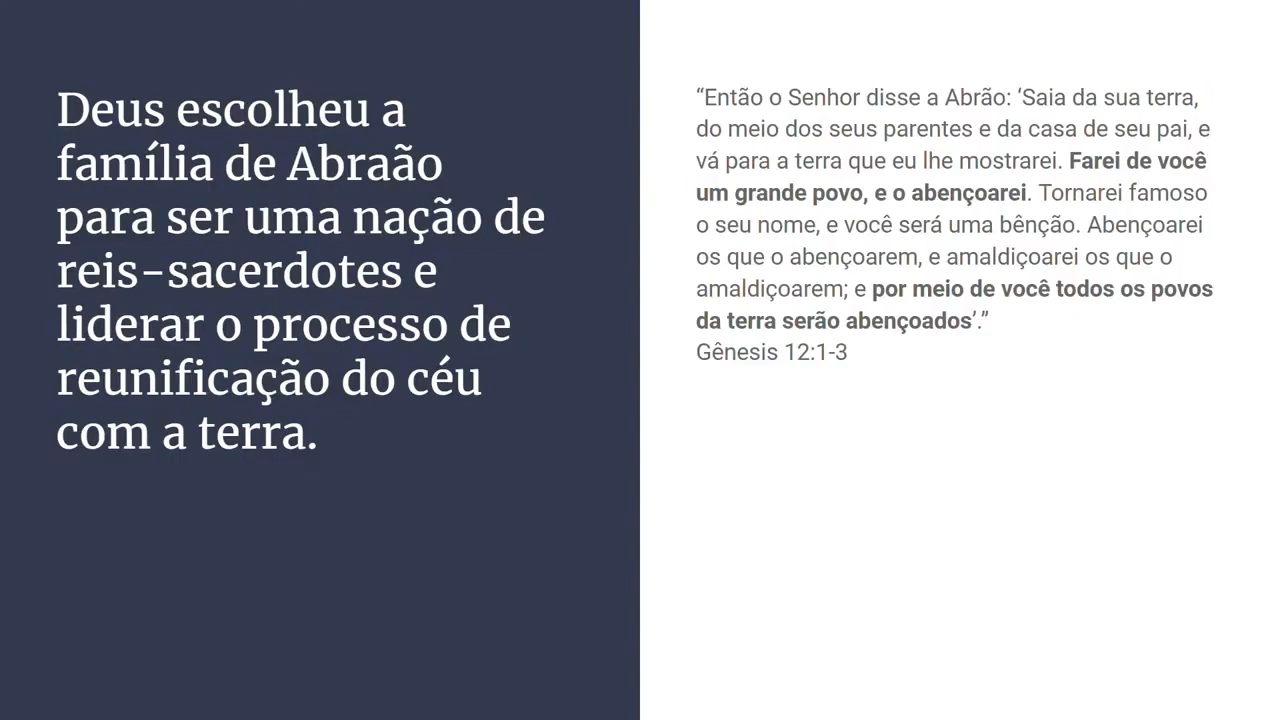 Deus escolheu a
família de Abraão
para ser uma nação de
reis-sacerdotes e
liderar o processo de
reunificação do céu
com a terra.
“Então o Senhor disse a Abrão: ‘Saia da sua terra,
do meio dos seus parentes e da casa de seu pai, e
vá para a terra que eu lhe mostrarei. Farei de você
um grande povo, e o abençoarei. Tornarei famoso
o seu nome, e você será uma bênção. Abençoarei
os que o abençoarem, e amaldiçoarei os que o
amaldiçoarem; e por meio de você todos os povos
da terra serão abençoados’.”
Gênesis 12:1-3